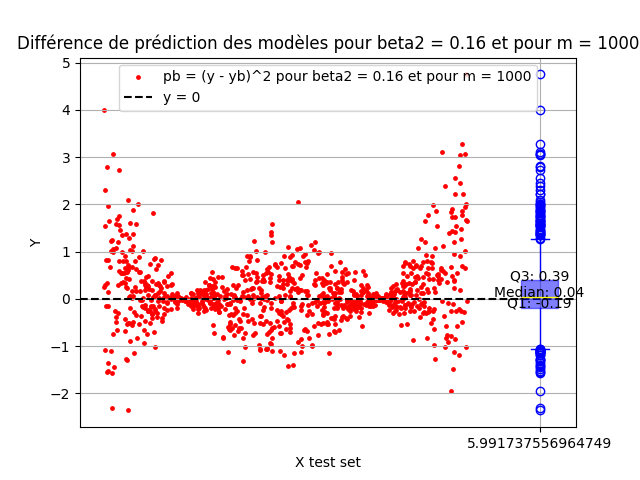 Différence de prédiction des modèles pour beta2 = 0.16 et pour m = 1000
pb = (y - yb)^2 pour beta2 = 0.16 et pour m = 1000
y = 0
5
4
3
2
1
0
−1
−2
Y
Q3: 0.39
Median: 0.04
Q1: -0.19
5.991737556964749
X test set